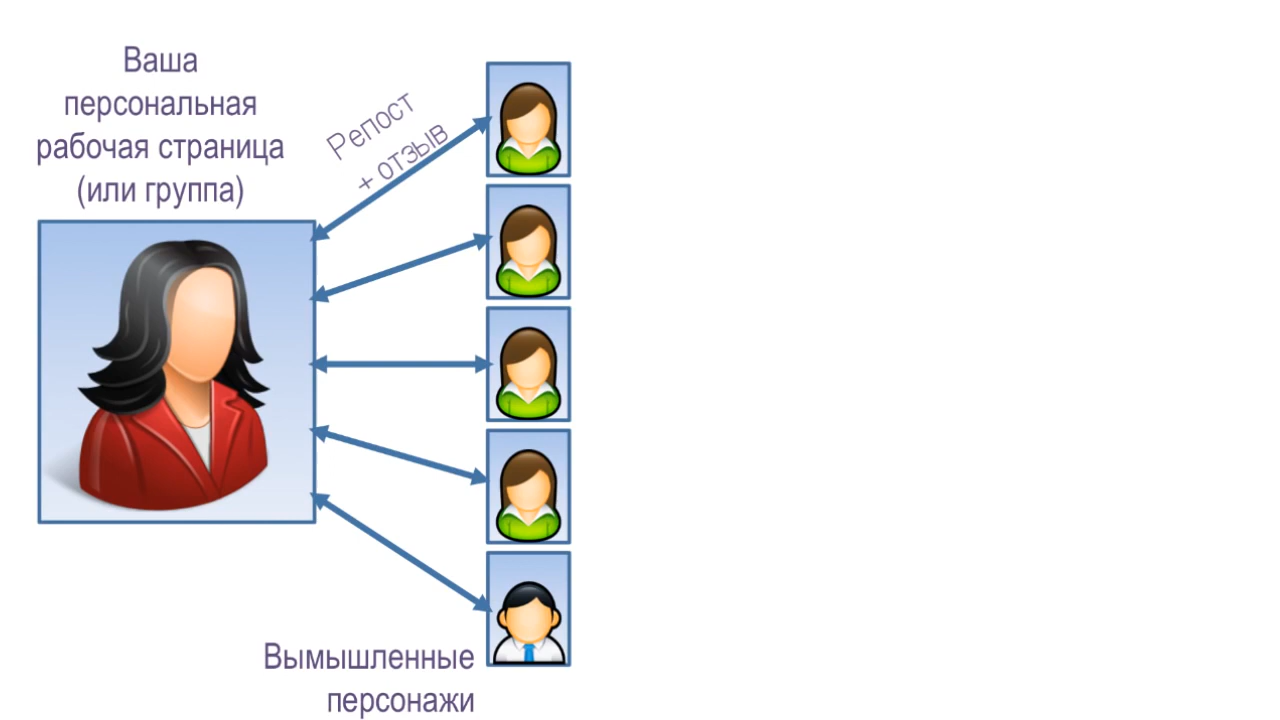 Ваша
персональная
рабочая страница
(или группа)
Репост
+ отзыв
Вымышленные
персонажи